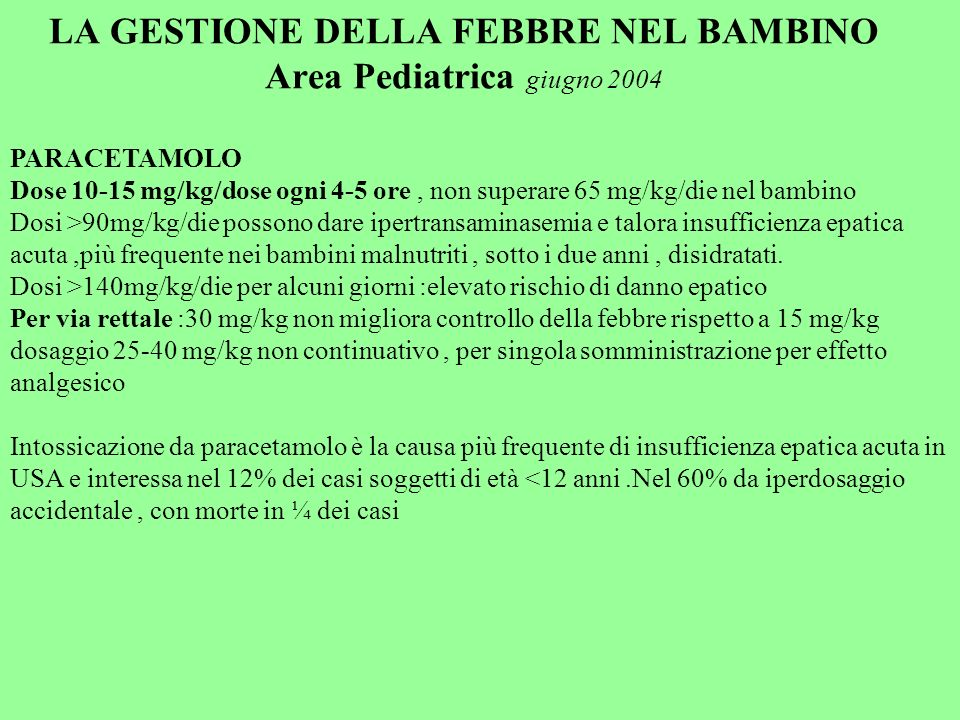 LA GESTIONE DELLA FEBBRE NEL BAMBINO
Area Pediatrica giugno 2004
PARACETAMOLO
Dose 10-15 mg/kg/dose ogni 4-5 ore , non superare 65 mg/kg/die nel bambino
Dosi >90mg/kg/die possono dare ipertransaminasemia e talora insufficienza epatica
acuta ,più frequente nei bambini malnutriti , sotto i due anni , disidratati.
Dosi >140mg/kg/die per alcuni giorni :elevato rischio di danno epatico
Per via rettale :30 mg/kg non migliora controllo della febbre rispetto a 15 mg/kg
dosaggio 25-40 mg/kg non continuativo , per singola somministrazione per effetto
analgesico
Intossicazione da paracetamolo è la causa più frequente di insufficienza epatica acuta in
USA e interessa nel 12% dei casi soggetti di età <12 anni .Nel 60% da iperdosaggio
accidentale , con morte in ¼ dei casi